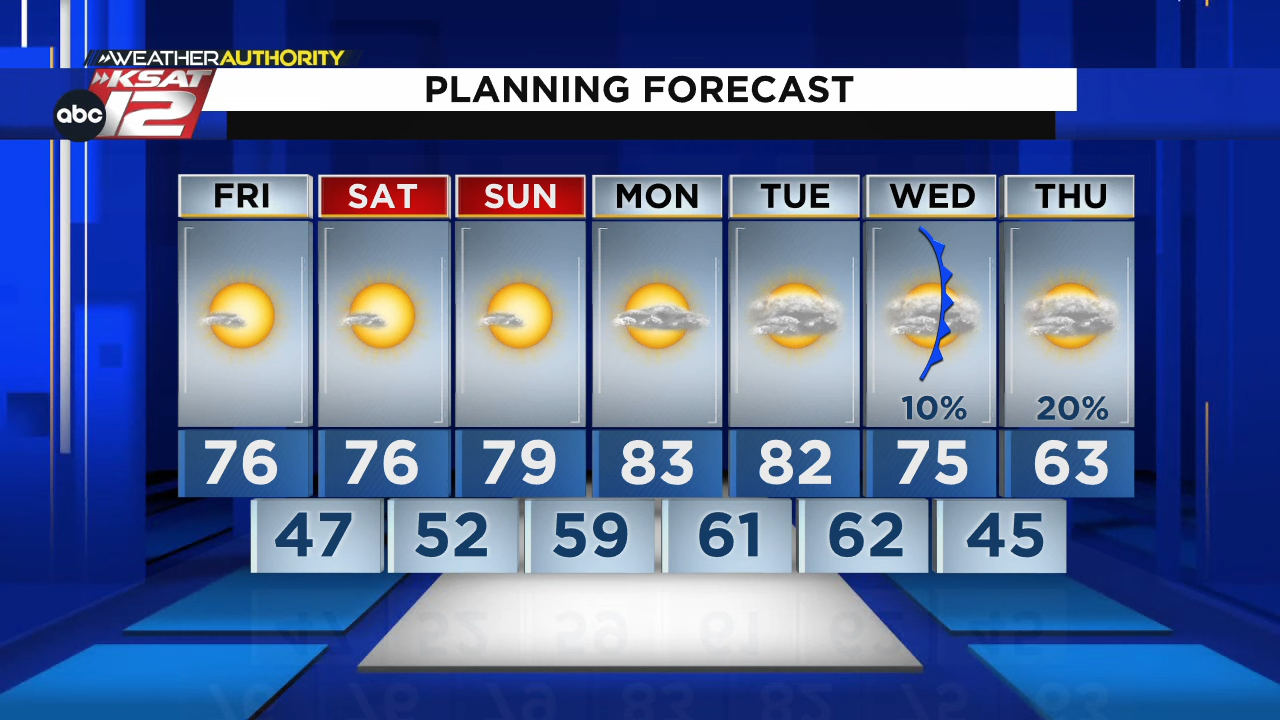 WEATHERAUTHORITY
KSAT
abc 12
PLANNING FORECAST
FRI SAT SUN MON TUE WED THU
10% 20%
76 76 79 83 82 75 63
47 52 59 61 62 45